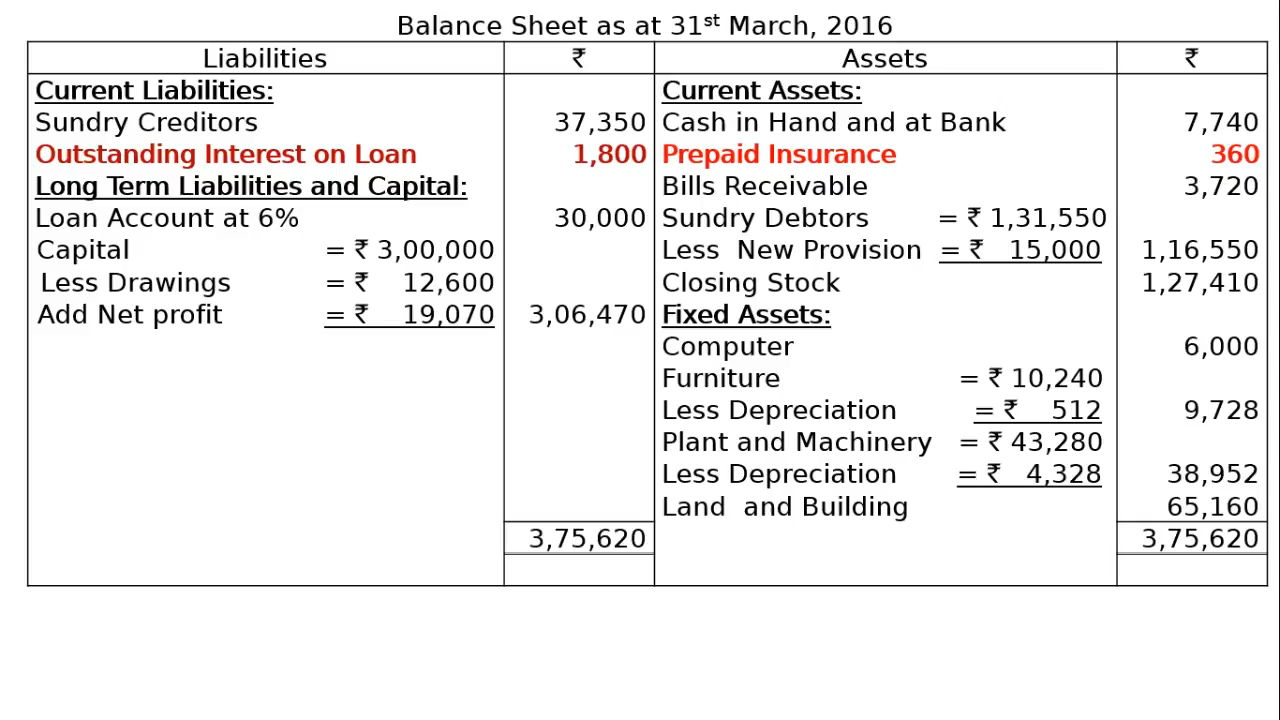 Balance Sheet as at 31st March, 2016
Liabilities ₹ Assets ₹
Current Liabilities: Current Assets:
Sundry Creditors 37,350 Cash in Hand and at Bank 7,740
Outstanding Interest on Loan 1,800 Prepaid Insurance 360
Long Term Liabilities and Capital: Bills Receivable 3,720
Loan Account at 6% 30,000 Sundry Debtors = ₹ 1,31,550
Capital = ₹ 3,00,000 Less New Provision = ₹ 15,000 1,16,550
Less Drawings = ₹ 12,600 Closing Stock 1,27,410
Add Net profit = ₹ 19,070 3,06,470 Fixed Assets:
Computer 6,000
Furniture = ₹ 10,240
Less Depreciation = ₹ 512 9,728
Plant and Machinery = ₹ 43,280
Less Depreciation = ₹ 4,328 38,952
Land and Building 65,160
3,75,620 3,75,620